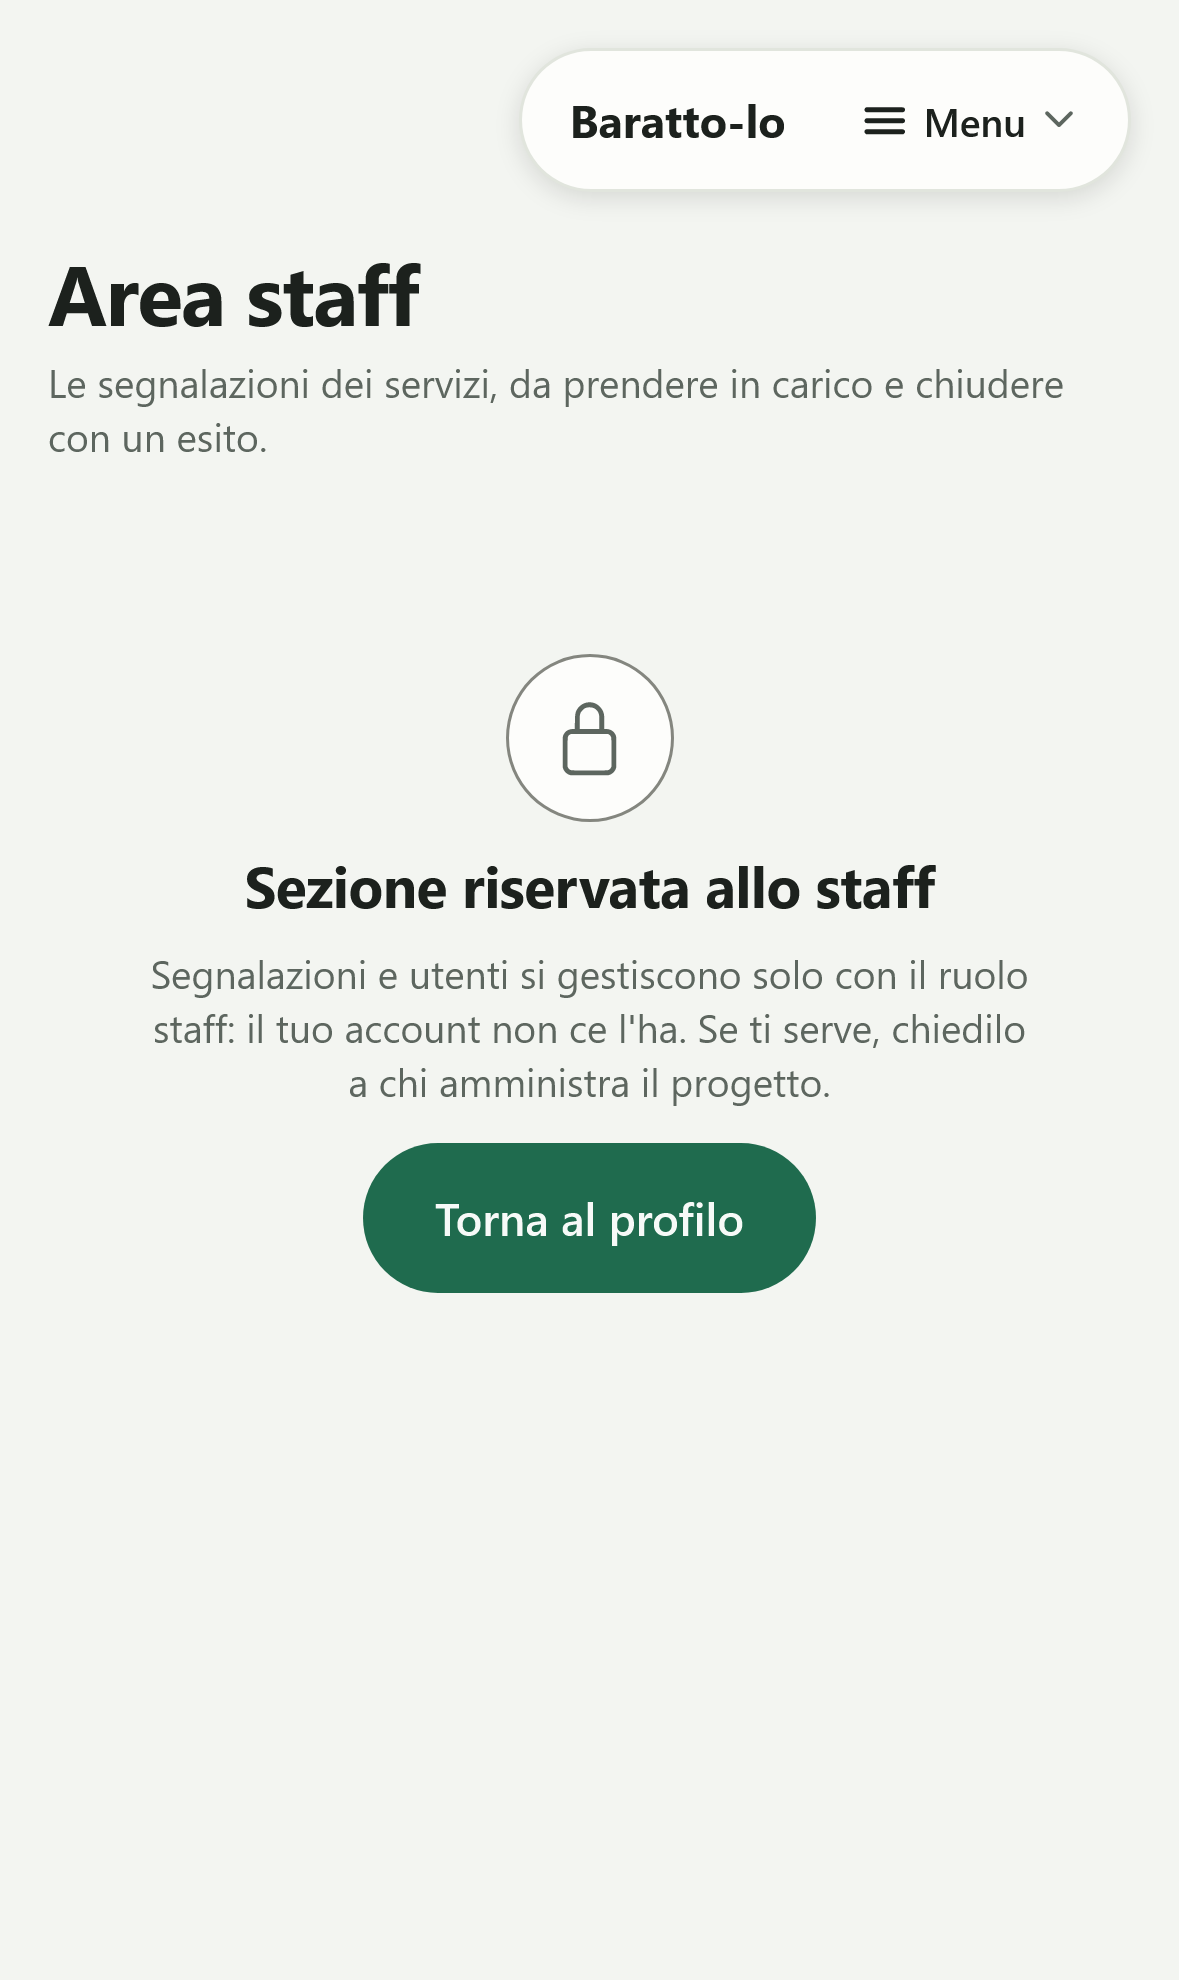 Baratto-lo
Menu
Area staff
Le segnalazioni dei servizi, da prendere in carico e chiudere
con un esito.
Sezione riservata allo staff
Segnalazioni e utenti si gestiscono solo con il ruolo
staff: il tuo account non ce l'ha. Se ti serve, chiedilo
a chi amministra il progetto.
Torna al profilo